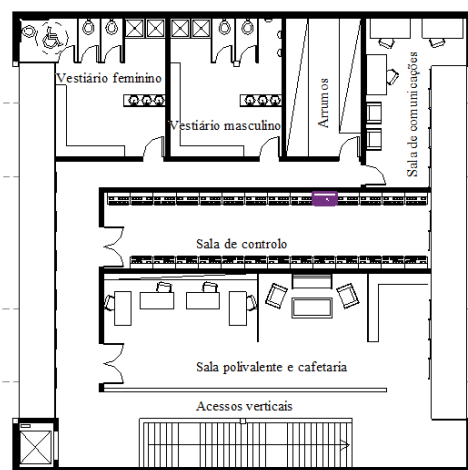 Vestiário feminino
Vestiário masculino
Arrumos
Sala de comunicações
Sala de controlo
Sala polivalente e cafetaria
Acessos verticais